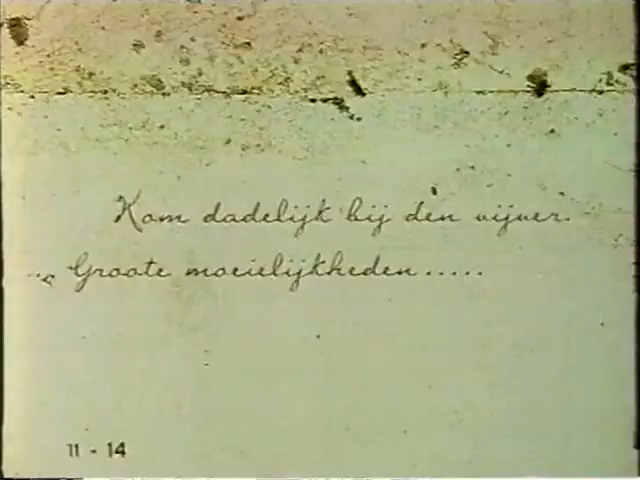 Kom dadelijk bij den vijver.
Groote moeielijkheden.....
11 - 14